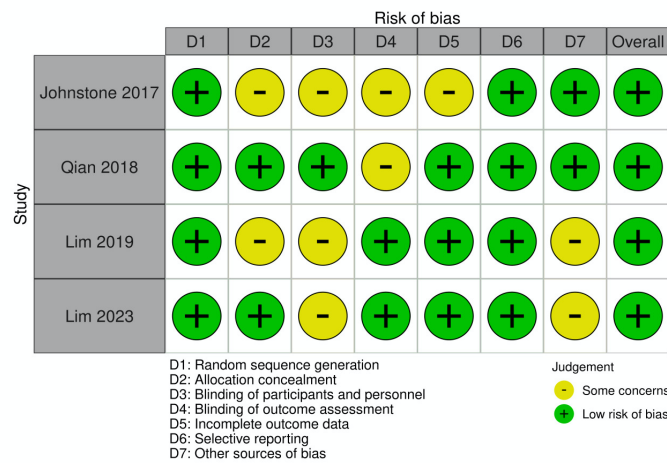 Risk of bias
D1 D2 D3 D4 D5 D6 D7 Overall
Study
Johnstone 2017 + - - - - + + +
Qian 2018 + + + - + + + +
Lim 2019 + - - + + + - +
Lim 2023 + + - + + + - +
D1: Random sequence generation
D2: Allocation concealment
D3: Blinding of participants and personnel
D4: Blinding of outcome assessment
D5: Incomplete outcome data
D6: Selective reporting
D7: Other sources of bias
Judgement
- Some concerns
+ Low risk of bias